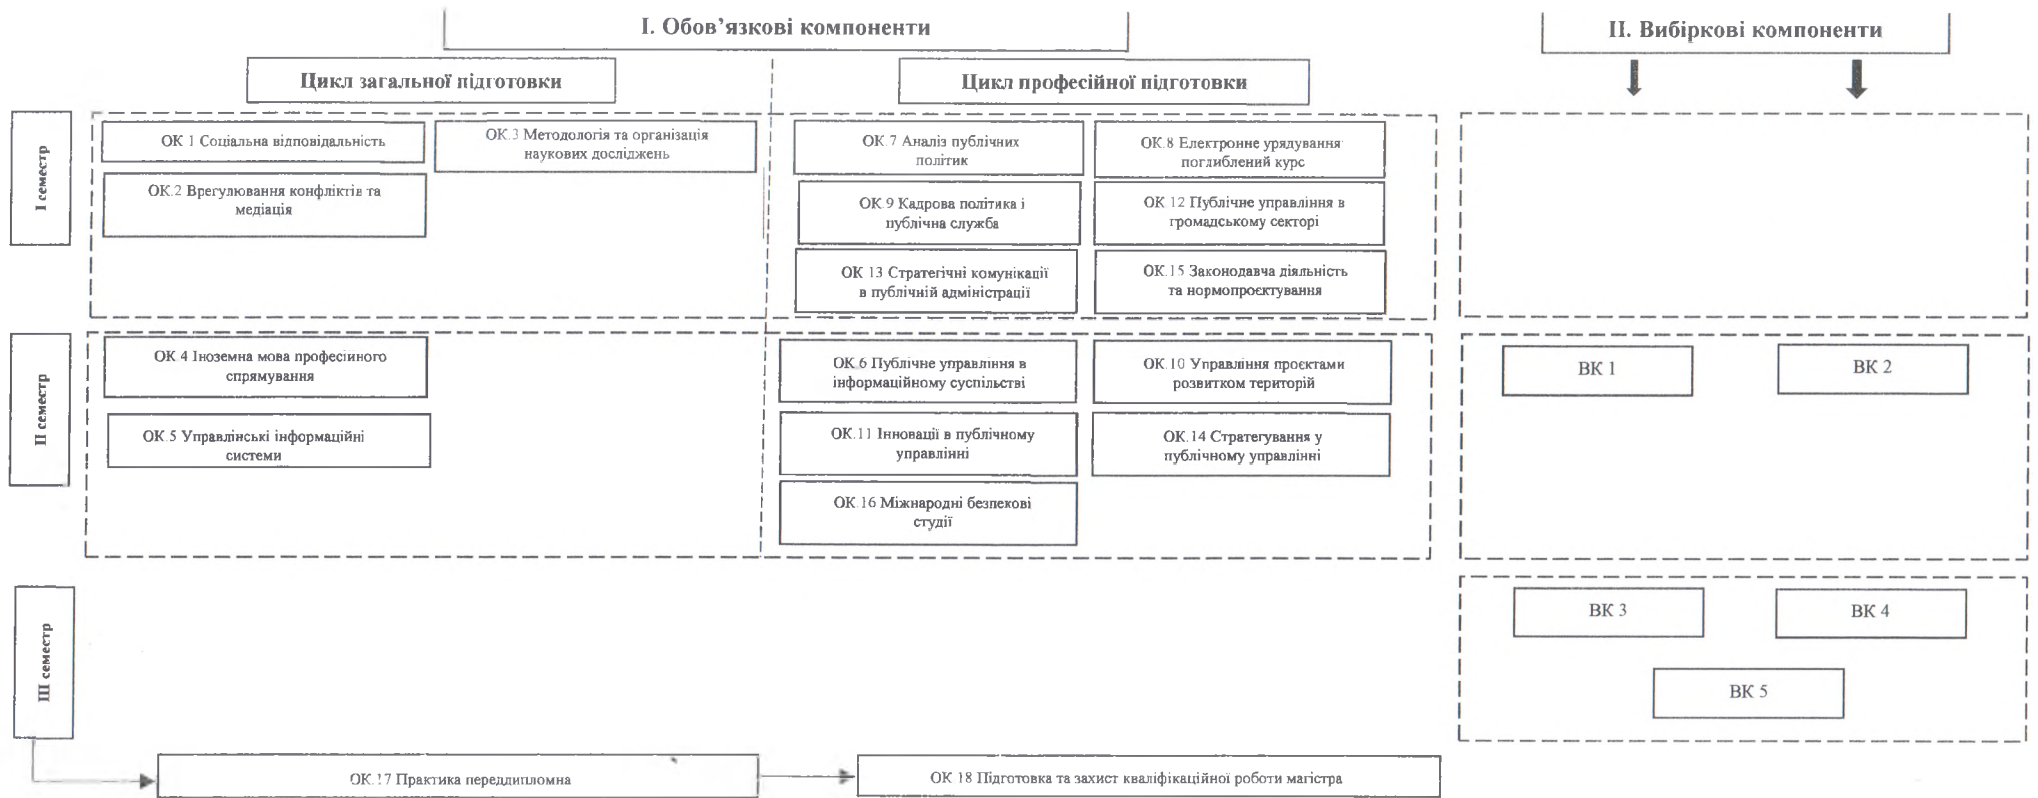 І. Обов’язкові компоненти
ІІ. Вибіркові компоненти
Цикл загальної підготовки
Цикл професійної підготовки
І семестр
ОК 1 Соціальна відповідальність
ОК.3 Методологія та організація
наукових досліджень
ОК.2 Врегулювання конфліктів та
медіація
ОК.7 Аналіз публічних
політик
ОК.8 Електронне урядування
поглиблений курс
ОК.9 Кадрова політика і
публічна служба
ОК.12 Публічне управління в
громадському секторі
ОК 13 Стратегічні комунікації
в публічній адміністрації
ОК.15 Законодавча діяльність
та нормопроєктування
ІІ семестр
ОК 4 Іноземна мова професійного
спрямування
ОК.5 Управлінські інформаційні
системи
ОК.6 Публічне управління в
інформаційному суспільстві
ОК.10 Управління проєктами
розвитком територій
ОК.11 Інновації в публічному
управлінні
ОК.14 Стратегування у
публічному управлінні
ОК.16 Міжнародні безпекові
студії
ВК 1
ВК 2
ІІІ семестр
ВК 3
ВК 4
ВК 5
ОК.17 Практика переддипломна
ОК 18 Підготовка та захист кваліфікаційної роботи магістра